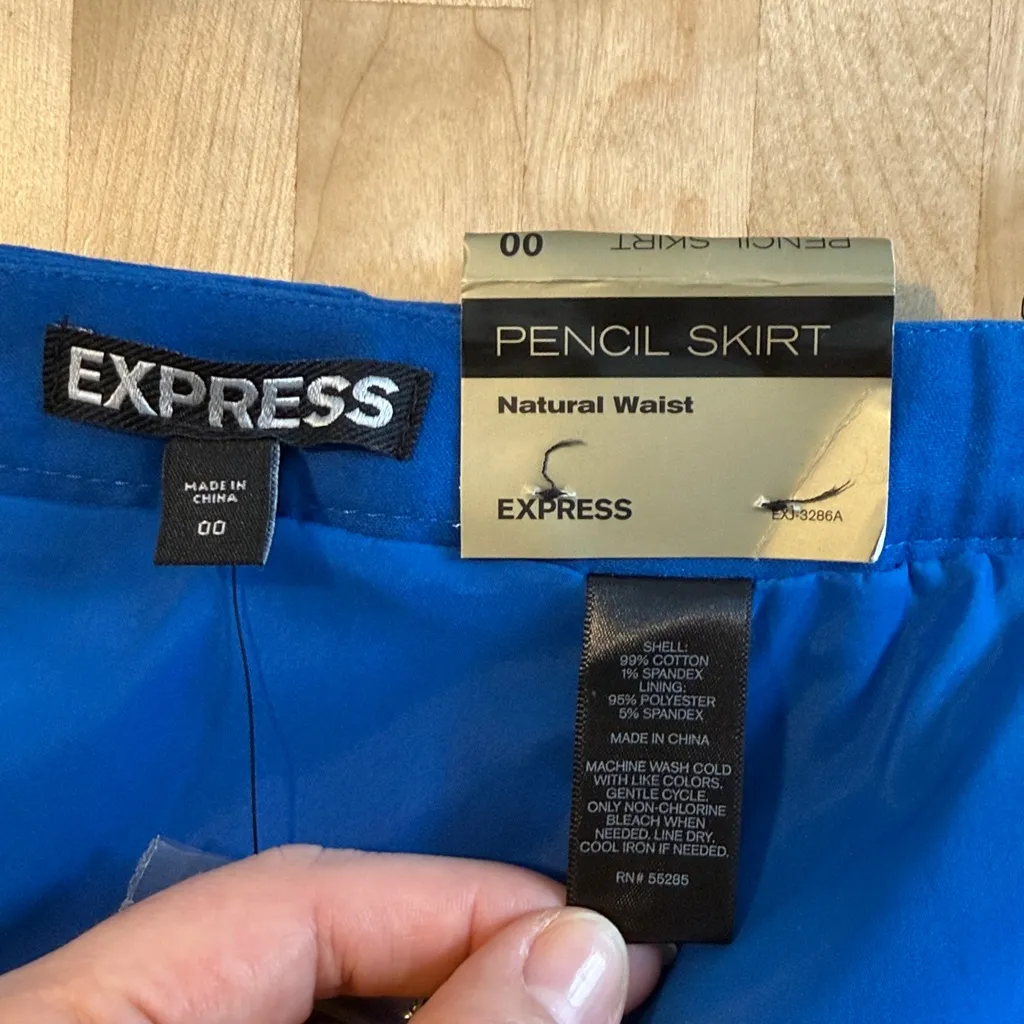 EXPRESS
MADE IN
CHINA
00
00 PENCIL SKIRT
PENCIL SKIRT
Natural Waist
EXPRESS
EXJ-3286A
SHELL:
99% COTTON
1% SPANDEX
LINING:
95% POLYESTER
5% SPANDEX
MADE IN CHINA
MACHINE WASH COLD
WITH LIKE COLORS.
GENTLE CYCLE.
ONLY NON-CHLORINE
BLEACH WHEN
NEEDED. LINE DRY.
COOL IRON IF NEEDED.
RN# 55285